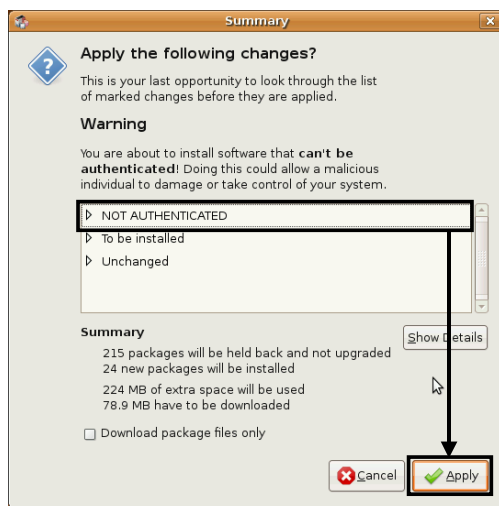 Summary
Apply the following changes?
This is your last opportunity to look through the list
of marked changes before they are applied.
Warning
You are about to install software that can't be
authenticated! Doing this could allow a malicious
individual to damage or take control of your system.
NOT AUTHENTICATED
To be installed
Unchanged
Summary
Show Details
215 packages will be held back and not upgraded
24 new packages will be installed
224 MB of extra space will be used
78.9 MB have to be downloaded
Download package files only
Cancel
Apply